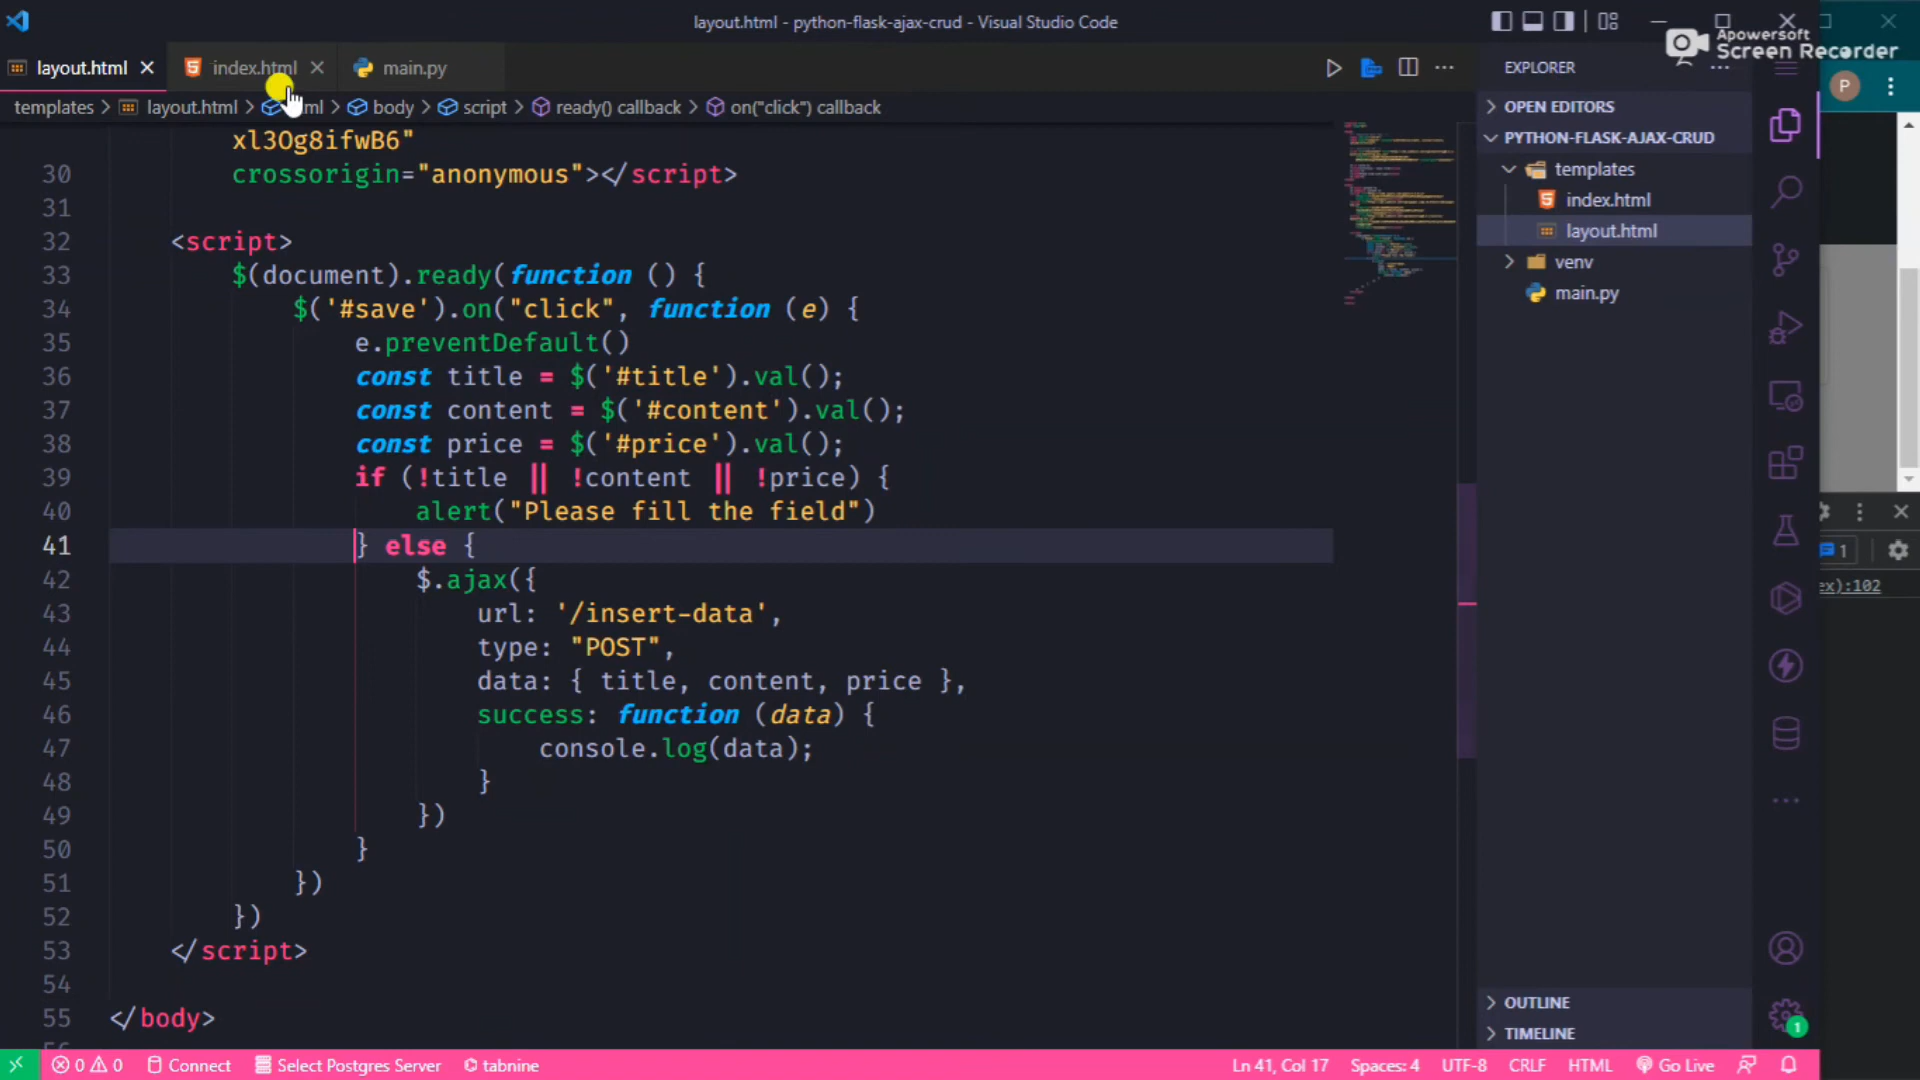 layout.html - python-flask-ajax-crud - Visual Studio Code
Apowersoft
Screen Recorder
layout.html
index.html
main.py
EXPLORER
P
templates > layout.html > html > body > script > ready() callback > on("click") callback
OPEN EDITORS
PYTHON-FLASK-AJAX-CRUD
templates
index.html
layout.html
venv
main.py
xl3Og8ifwB6"
30 crossorigin="anonymous"></script>
31
32 <script>
33 $(document).ready(function () {
34 $('#save').on("click", function (e) {
35 e.preventDefault()
36 const title = $('#title').val();
37 const content = $('#content').val();
38 const price = $('#price').val();
39 if (!title || !content || !price) {
40 alert("Please fill the field")
41 } else {
42 $.ajax({
43 url: '/insert-data',
44 type: "POST",
45 data: { title, content, price },
46 success: function (data) {
47 console.log(data);
48 }
49 })
50 }
51 })
52 })
53 </script>
54
55 </body>
1
ex):102
OUTLINE
TIMELINE
1
0 0 Connect Select Postgres Server tabnine Ln 41, Col 17 Spaces: 4 UTF-8 CRLF HTML Go Live